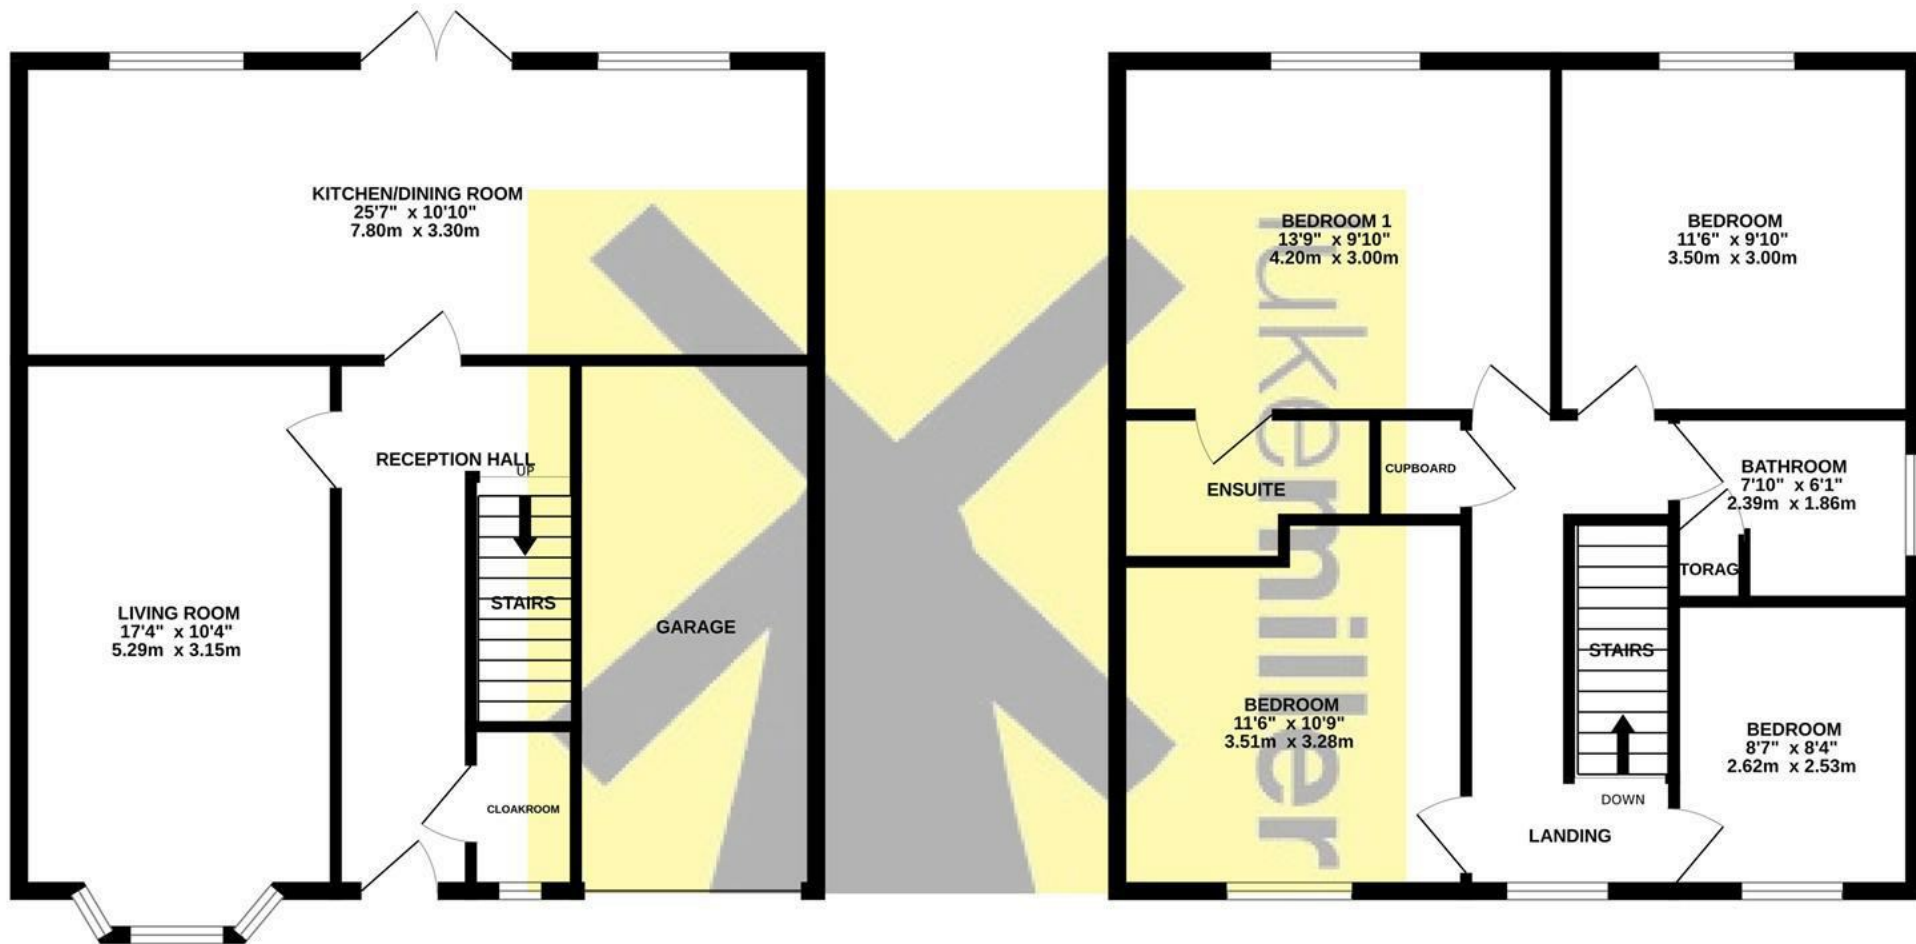 KITCHEN/DINING ROOM
25'7" x 10'10"
7.80m x 3.30m
RECEPTION HALL
UP
STAIRS
LIVING ROOM
17'4" x 10'4"
5.29m x 3.15m
GARAGE
CLOAKROOM
BEDROOM 1
13'9" x 9'10"
4.20m x 3.00m
BEDROOM
11'6" x 9'10"
3.50m x 3.00m
CUPBOARD
ENSUITE
BATHROOM
7'10" x 6'1"
2.39m x 1.86m
TORAG
STAIRS
BEDROOM
11'6" x 10'9"
3.51m x 3.28m
BEDROOM
8'7" x 8'4"
2.62m x 2.53m
DOWN
LANDING
lukemiller